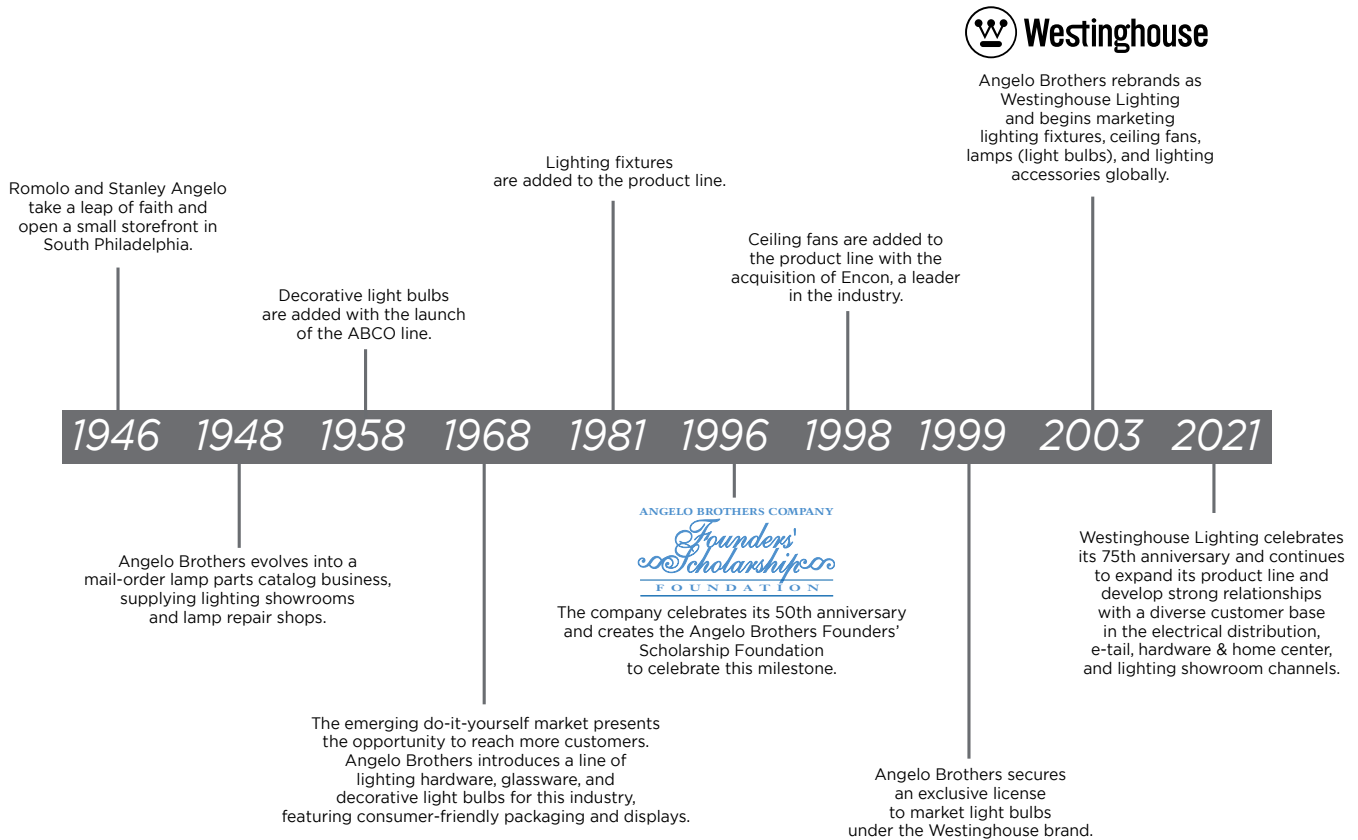 Westinghouse
Angelo Brothers rebrands as
Westinghouse Lighting
and begins marketing
lighting fixtures, ceiling fans,
lamps (light bulbs), and lighting
accessories globally.
Lighting fixtures
are added to the product line.
Romolo and Stanley Angelo
take a leap of faith and
open a small storefront in
South Philadelphia.
Ceiling fans are added to
the product line with the
acquisition of Encon, a leader
in the industry.
Decorative light bulbs
are added with the launch
of the ABCO line.
1946 1948 1958 1968 1981 1996 1998 1999 2003 2021
ANGELO BROTHERS COMPANY
Founders'
Scholarship
FOUNDATION
The company celebrates its 50th anniversary
and creates the Angelo Brothers Founders’
Scholarship Foundation
to celebrate this milestone.
Angelo Brothers evolves into a
mail-order lamp parts catalog business,
supplying lighting showrooms
and lamp repair shops.
Westinghouse Lighting celebrates
its 75th anniversary and continues
to expand its product line and
develop strong relationships
with a diverse customer base
in the electrical distribution,
e-tail, hardware & home center,
and lighting showroom channels.
The emerging do-it-yourself market presents
the opportunity to reach more customers.
Angelo Brothers introduces a line of
lighting hardware, glassware, and
decorative light bulbs for this industry,
featuring consumer-friendly packaging and displays.
Angelo Brothers secures
an exclusive license
to market light bulbs
under the Westinghouse brand.